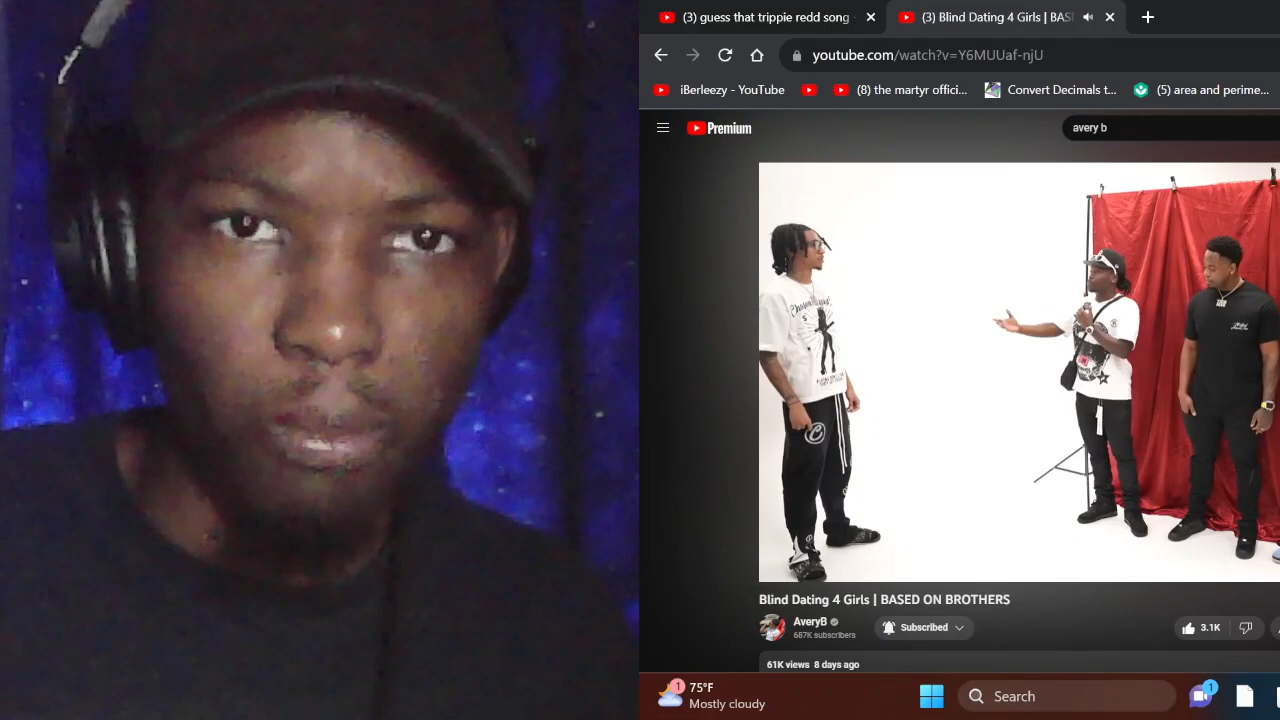 (3) guess that trippie redd song
(3) Blind Dating 4 Girls | BAS
youtube.com/watch?v=Y6MUUaf-njU
iBerleezy - YouTube
(8) the martyr offici...
Convert Decimals t...
(5) area and perime...
Premium
avery b
Blind Dating 4 Girls | BASED ON BROTHERS
AveryB
687K subscribers
Subscribed
3.1K
61K views 8 days ago
1
75°F
Mostly cloudy
Search
1